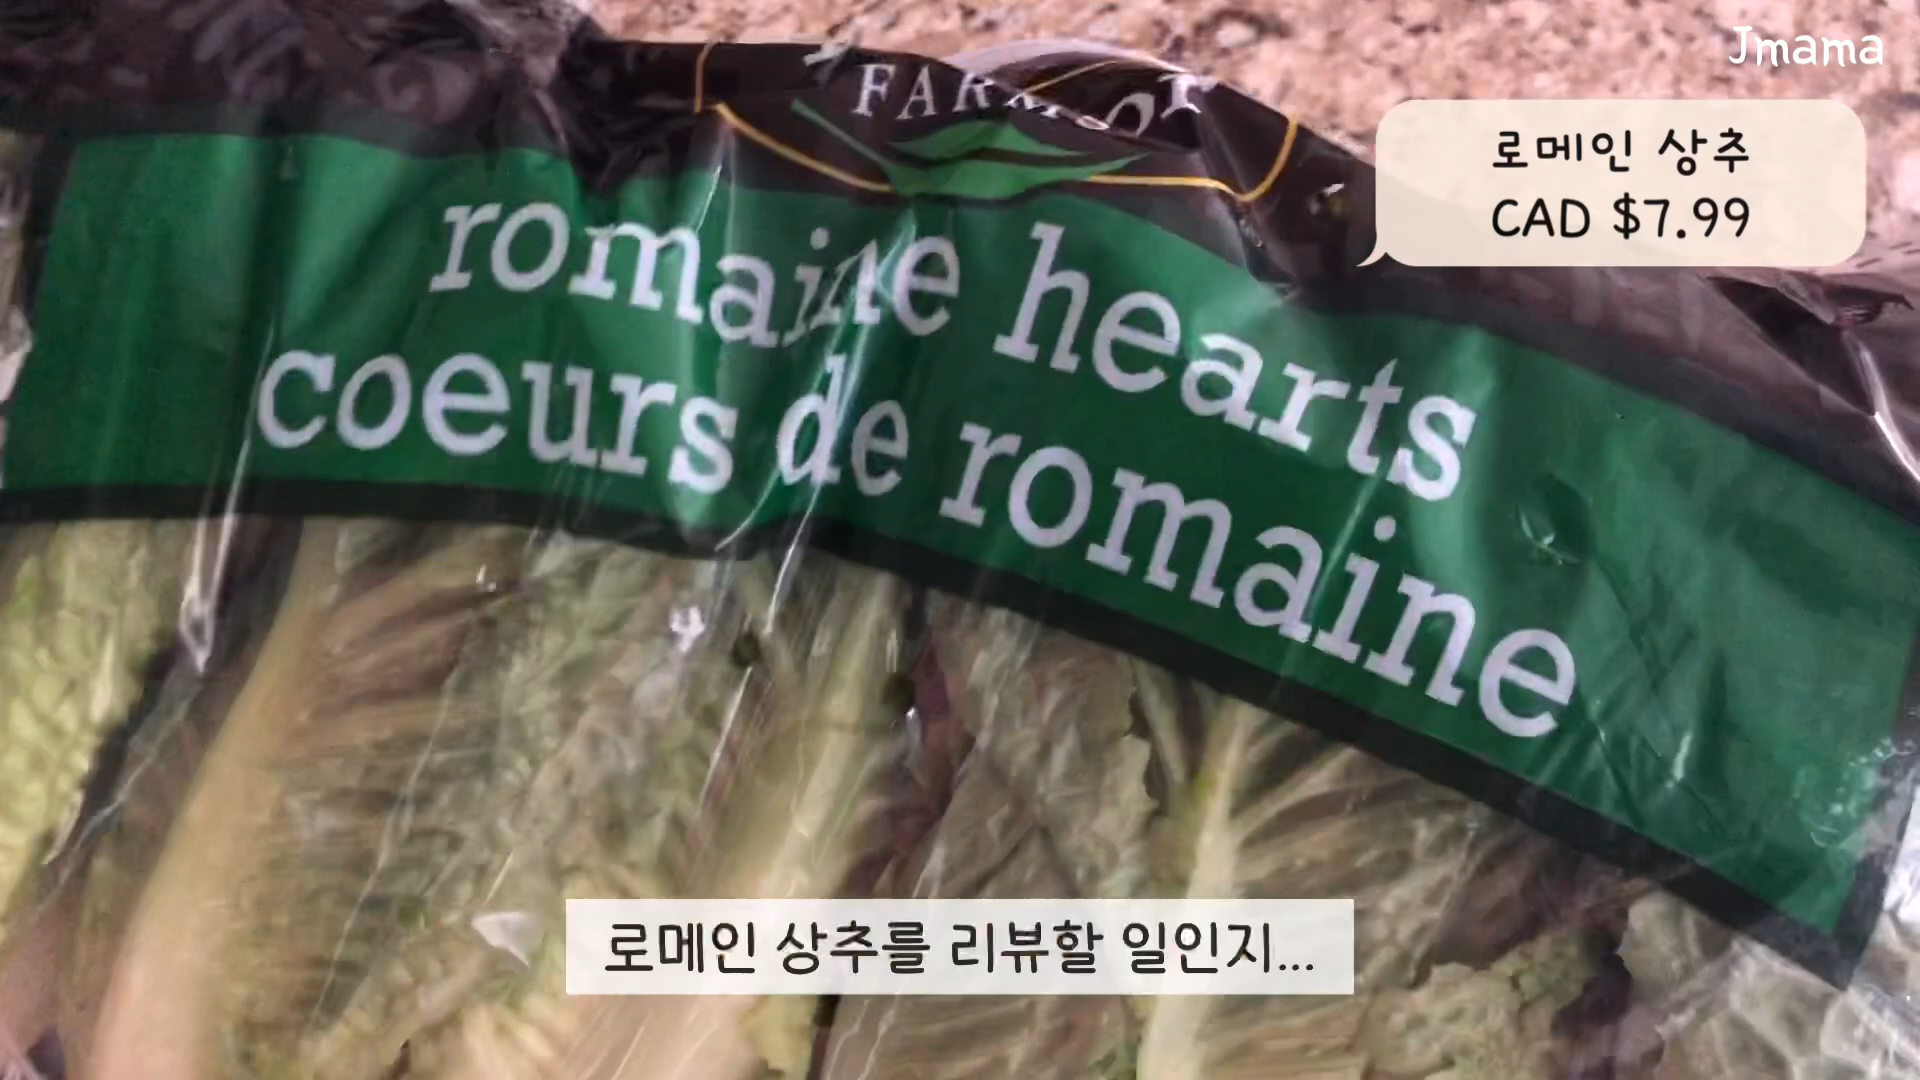 Jmama
로메인 상추
CAD $7.99
romaine hearts
coeurs de romaine
로메인 상추를 리뷰할 일인지...